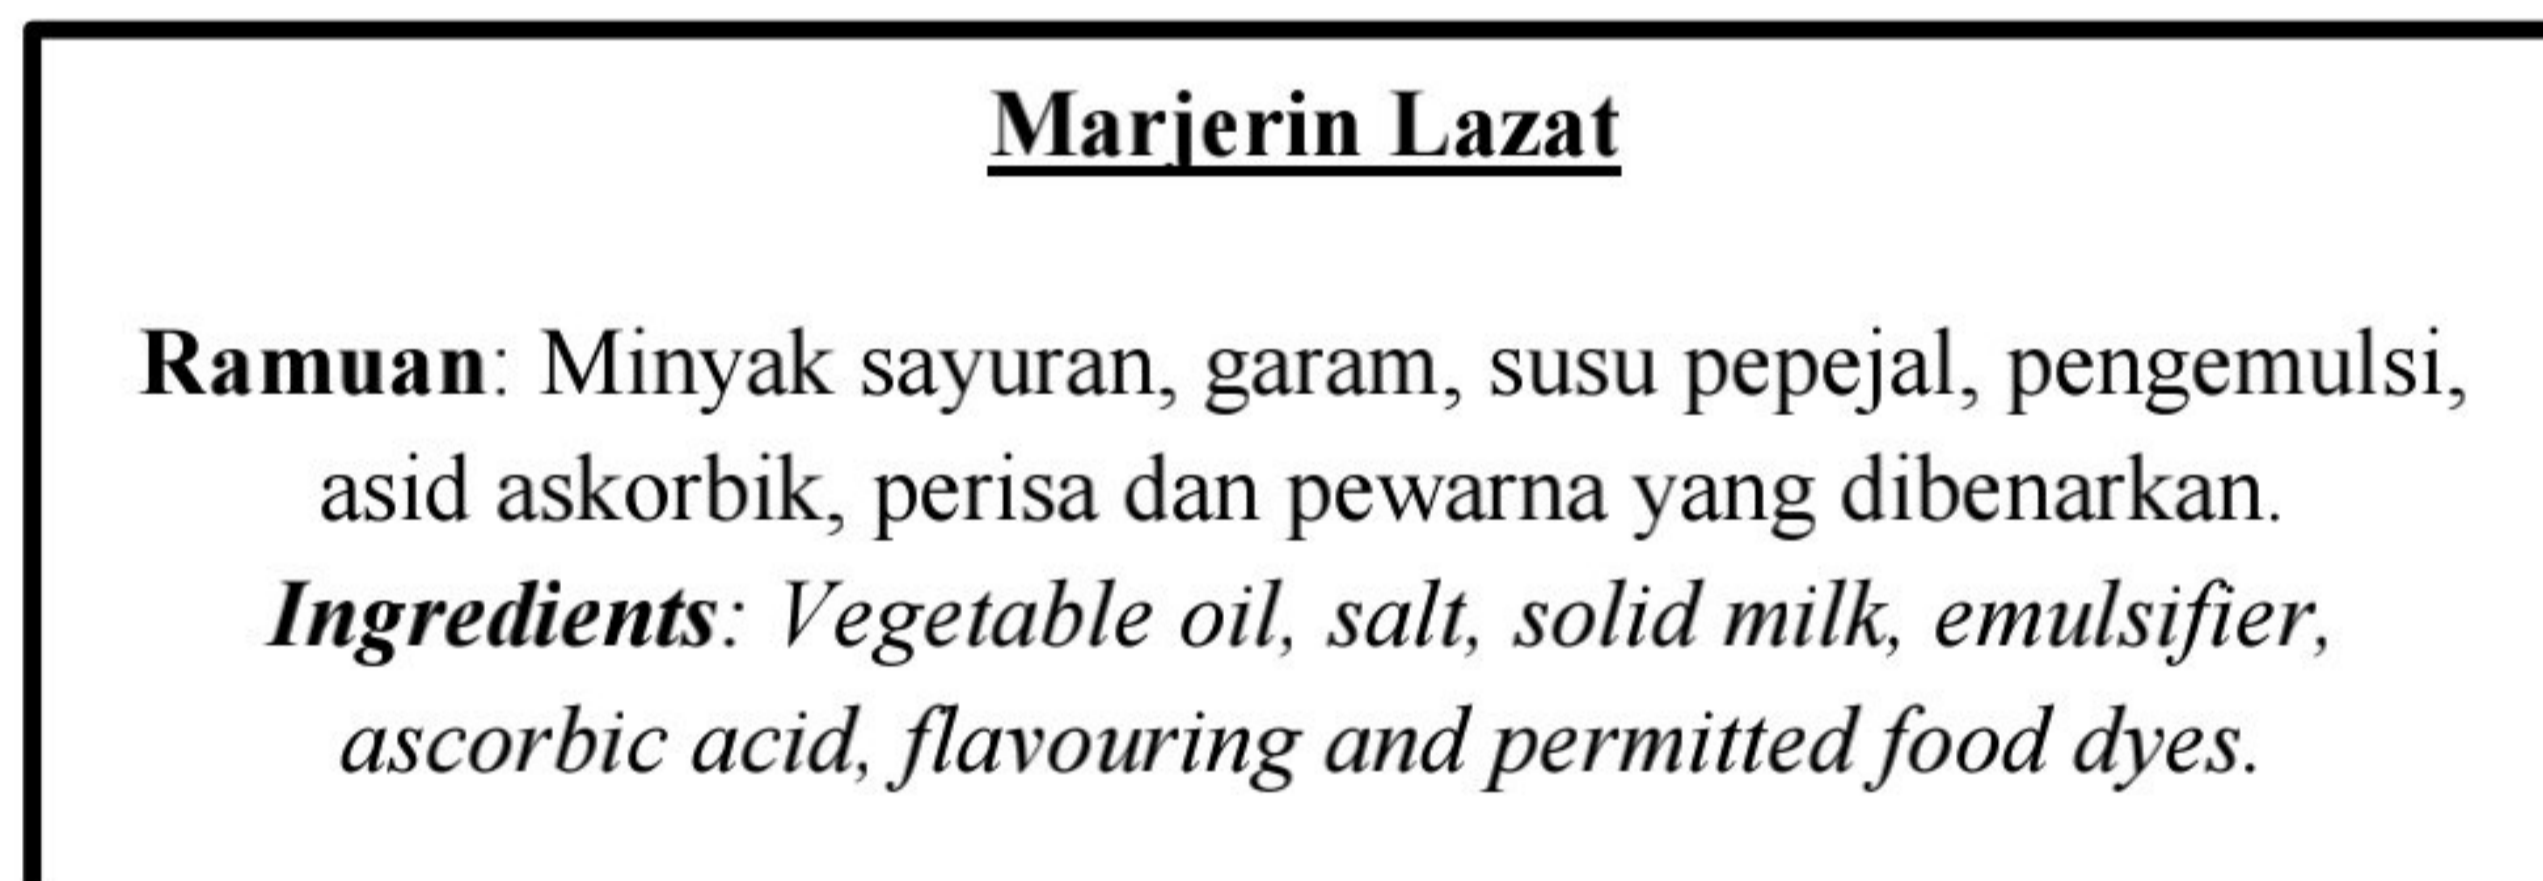 Marjerin Lazat
Ramuan: Minyak sayuran, garam, susu pepejal, pengemulsi,
asid askorbik, perisa dan pewarna yang dibenarkan.
Ingredients: Vegetable oil, salt, solid milk, emulsifier,
ascorbic acid, flavouring and permitted food dyes.